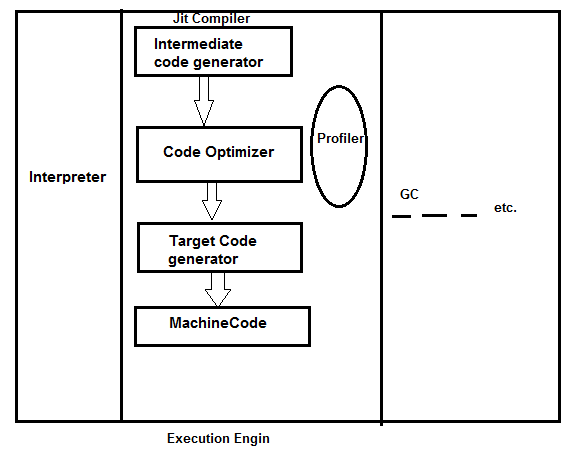 Jit Compiler
Intermediate
code generator
Profiler
Code Optimizer
Interpreter
GC
etc.
Target Code
generator
MachineCode
Execution Engin